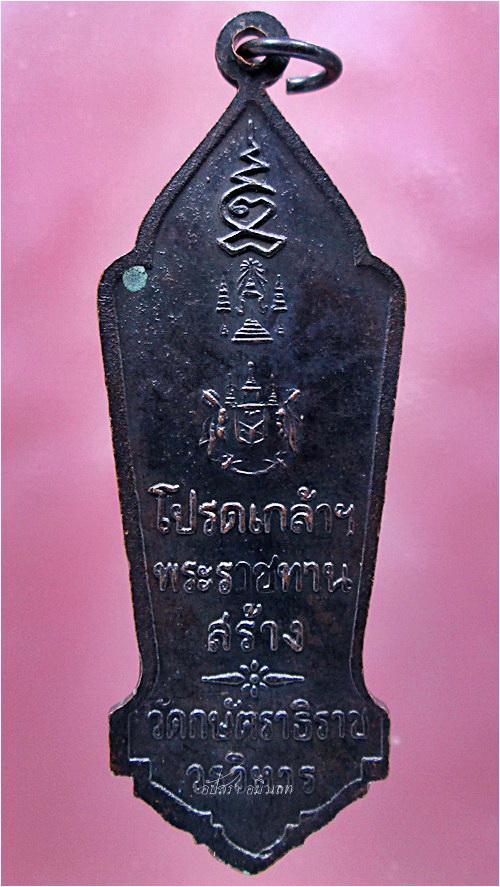 โปรดเกล้าฯ
พระราชทาน
สร้าง
วัดกษัตราธิราช
วรวิหาร